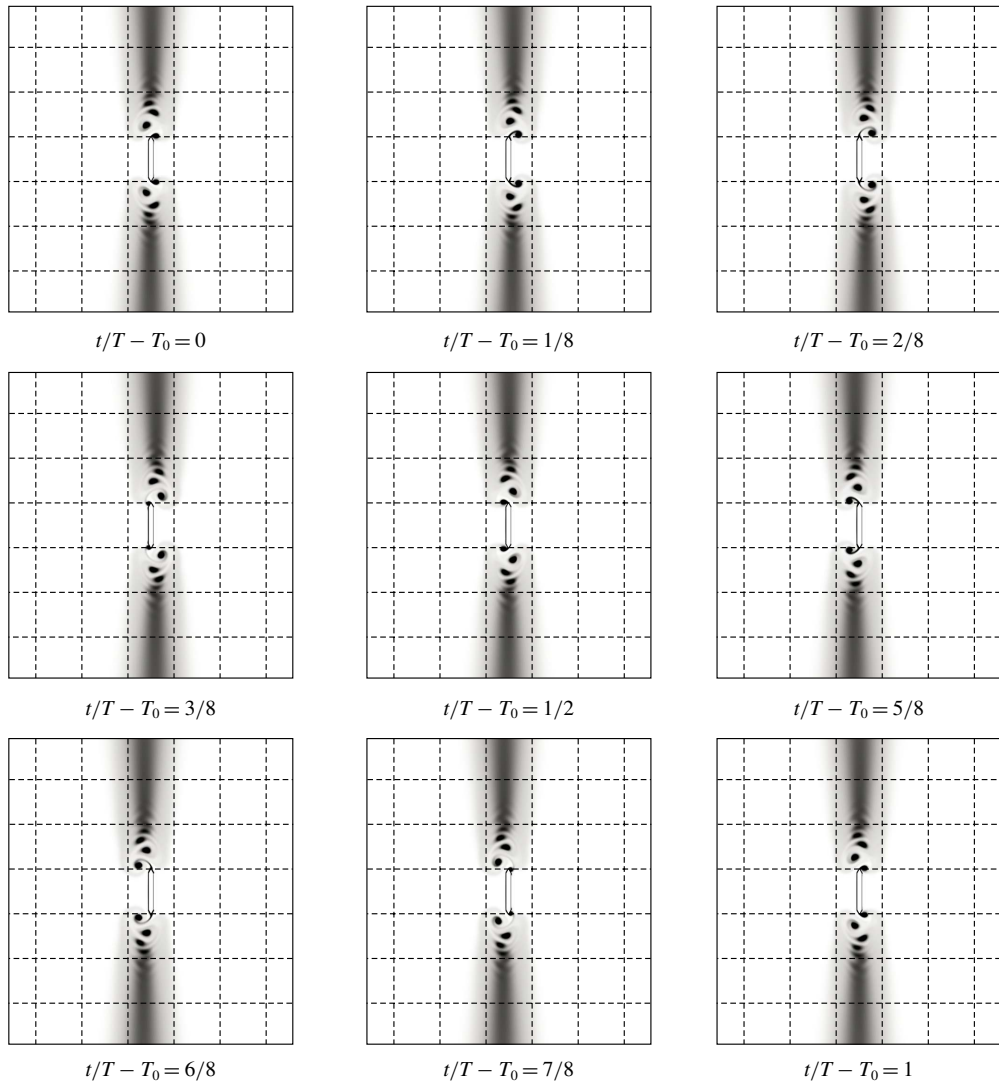 t/T − T₀ = 0
t/T − T₀ = 1/8
t/T − T₀ = 2/8
t/T − T₀ = 3/8
t/T − T₀ = 1/2
t/T − T₀ = 5/8
t/T − T₀ = 6/8
t/T − T₀ = 7/8
t/T − T₀ = 1